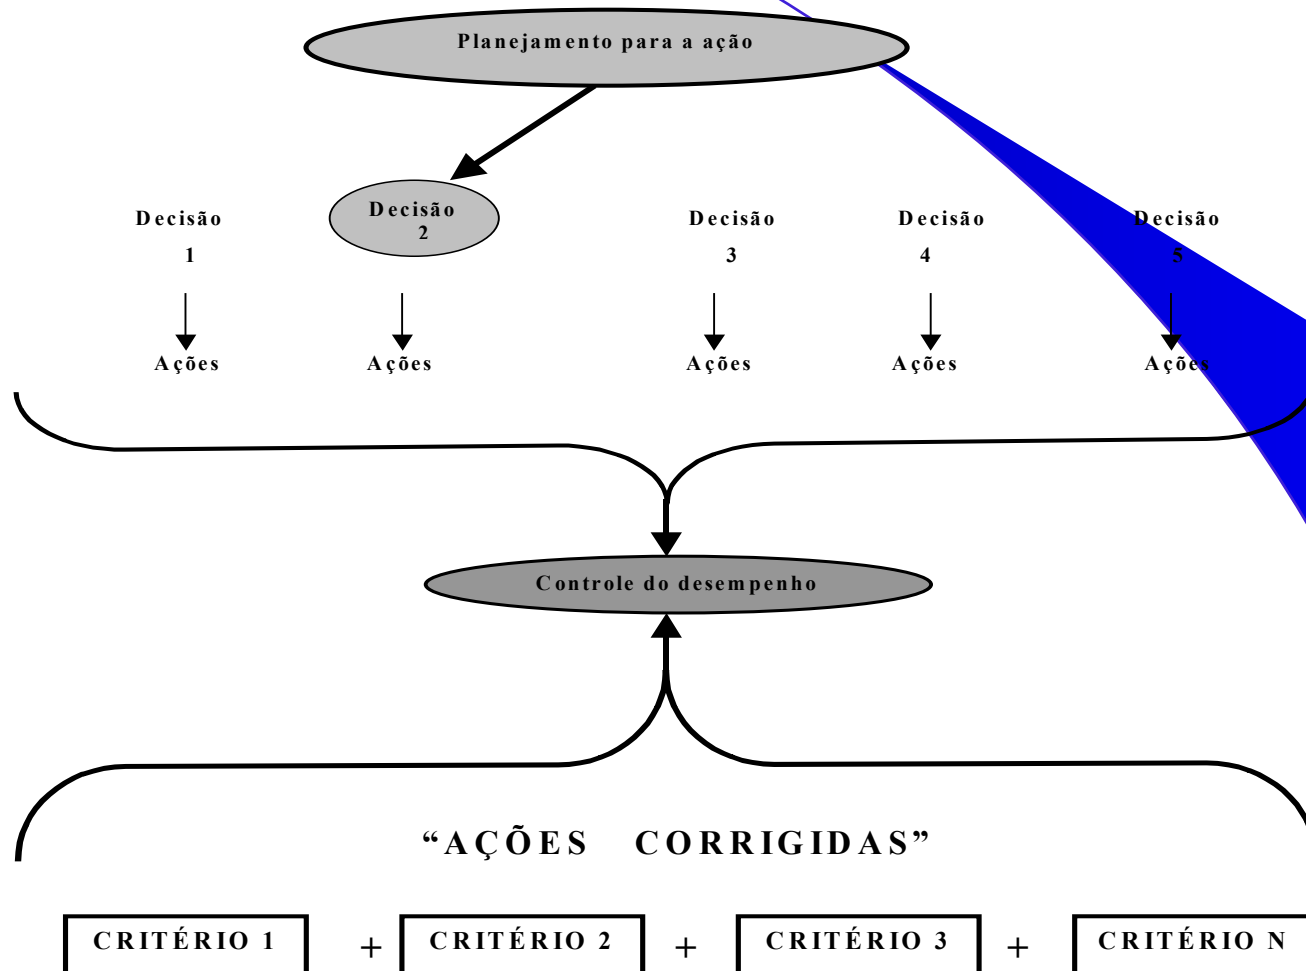 Planejamento para a ação
Decisão
1
Decisão
2
Decisão
3
Decisão
4
Decisão
5
Ações
Ações
Ações
Ações
Ações
Controle do desempenho
“AÇÕES CORRIGIDAS”
CRITÉRIO 1 + CRITÉRIO 2 + CRITÉRIO 3 + CRITÉRIO N